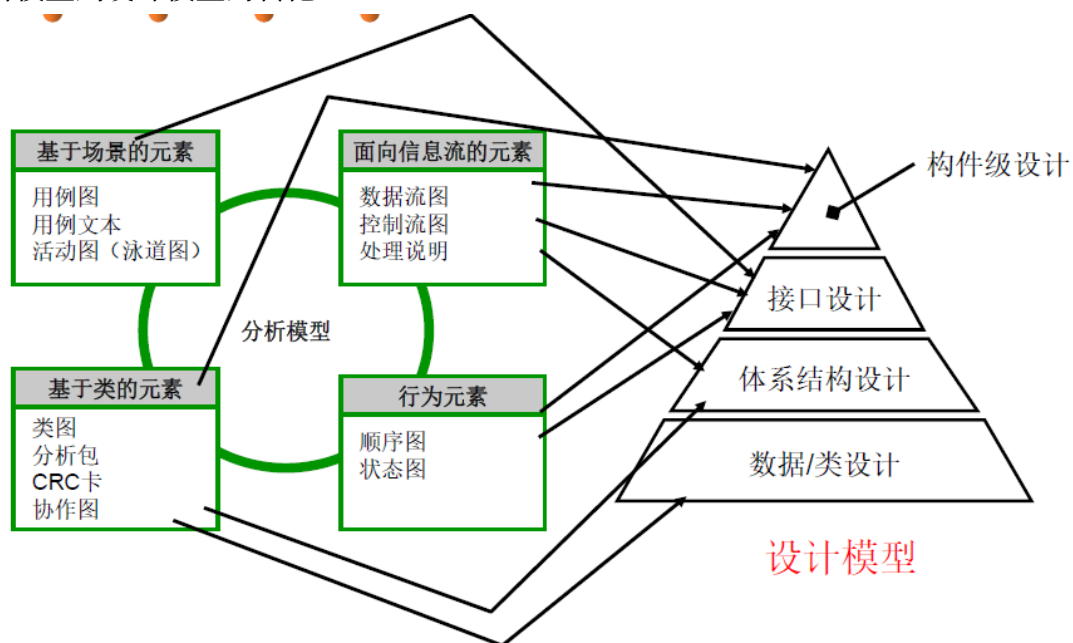 基于场景的元素
用例图
用例文本
活动图（泳道图）
面向信息流的元素
数据流图
控制流图
处理说明
分析模型
基于类的元素
类图
分析包
CRC卡
协作图
行为元素
顺序图
状态图
构件级设计
接口设计
体系结构设计
数据/类设计
设计模型